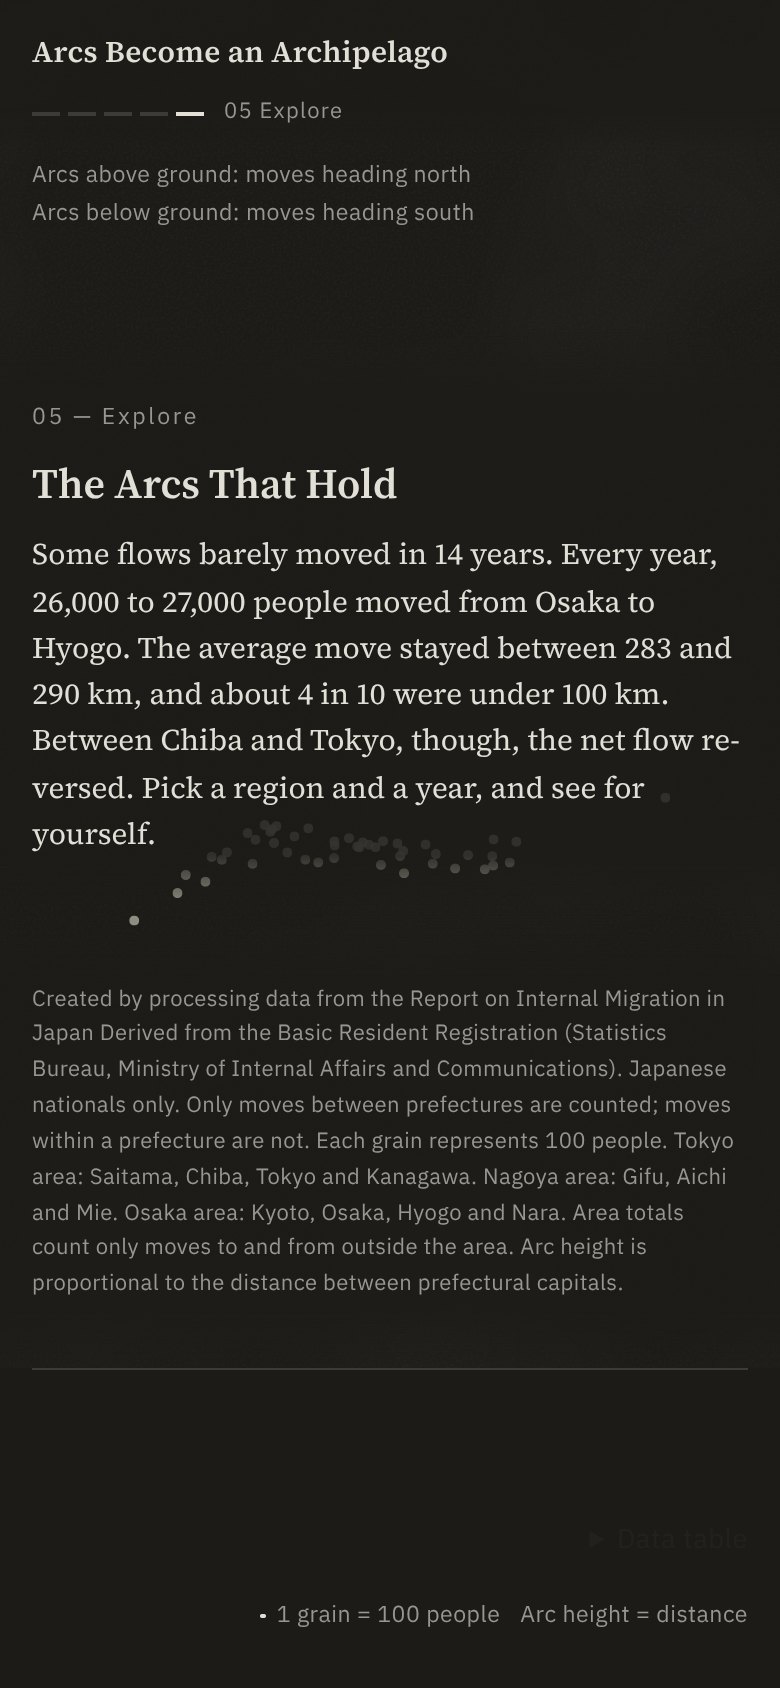 Arcs Become an Archipelago
05 Explore
Arcs above ground: moves heading north
Arcs below ground: moves heading south
05 — Explore
The Arcs That Hold
Some flows barely moved in 14 years. Every year,
26,000 to 27,000 people moved from Osaka to
Hyogo. The average move stayed between 283 and
290 km, and about 4 in 10 were under 100 km.
Between Chiba and Tokyo, though, the net flow re-
versed. Pick a region and a year, and see for
yourself.
Created by processing data from the Report on Internal Migration in
Japan Derived from the Basic Resident Registration (Statistics
Bureau, Ministry of Internal Affairs and Communications). Japanese
nationals only. Only moves between prefectures are counted; moves
within a prefecture are not. Each grain represents 100 people. Tokyo
area: Saitama, Chiba, Tokyo and Kanagawa. Nagoya area: Gifu, Aichi
and Mie. Osaka area: Kyoto, Osaka, Hyogo and Nara. Area totals
count only moves to and from outside the area. Arc height is
proportional to the distance between prefectural capitals.
▶ Data table
1 grain = 100 people Arc height = distance